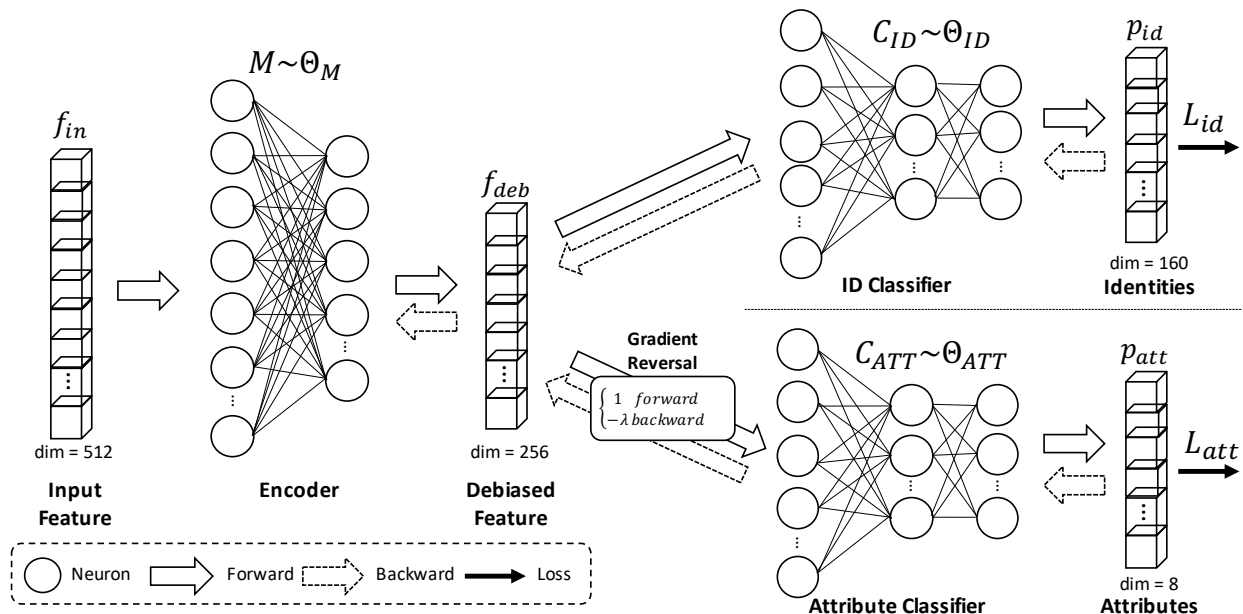 f_in
dim = 512
Input
Feature
M~Θ_M
...
Encoder
f_deb
...
dim = 256
Debiased
Feature
C_ID~Θ_ID
...
ID Classifier
p_id
...
dim = 160
Identities
L_id
Gradient
Reversal
{ 1 forward
−λ backward
C_ATT~Θ_ATT
...
Attribute Classifier
p_att
...
dim = 8
Attributes
L_att
Neuron Forward Backward Loss